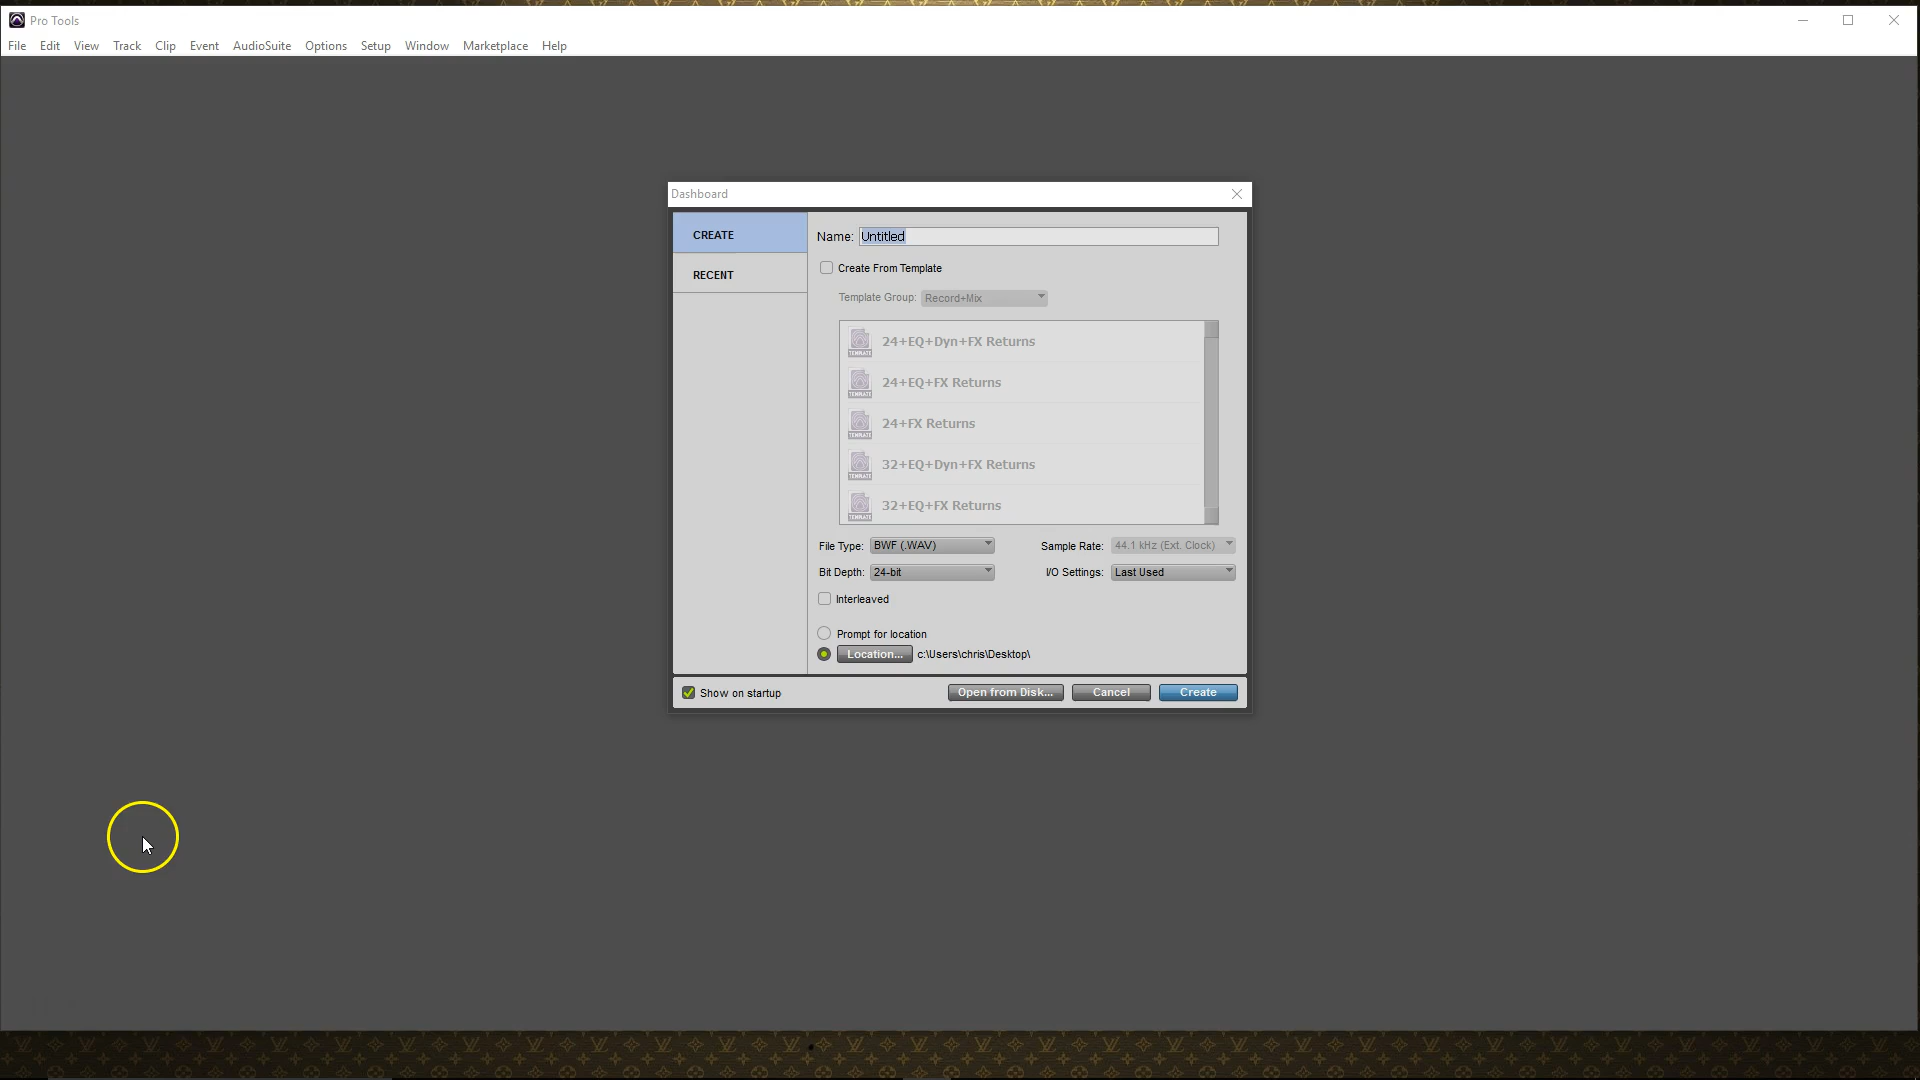 Pro Tools
File Edit View Track Clip Event AudioSuite Options Setup Window Marketplace Help
Dashboard
CREATE
RECENT
Name: Untitled
Create From Template
Template Group: Record+Mix
24+EQ+Dyn+FX Returns
24+EQ+FX Returns
24+FX Returns
32+EQ+Dyn+FX Returns
32+EQ+FX Returns
File Type: BWF (.WAV) Sample Rate: 44.1 kHz (Ext. Clock)
Bit Depth: 24-bit I/O Settings: Last Used
Interleaved
Prompt for location
Location... c:\Users\chris\Desktop\
Show on startup Open from Disk... Cancel Create